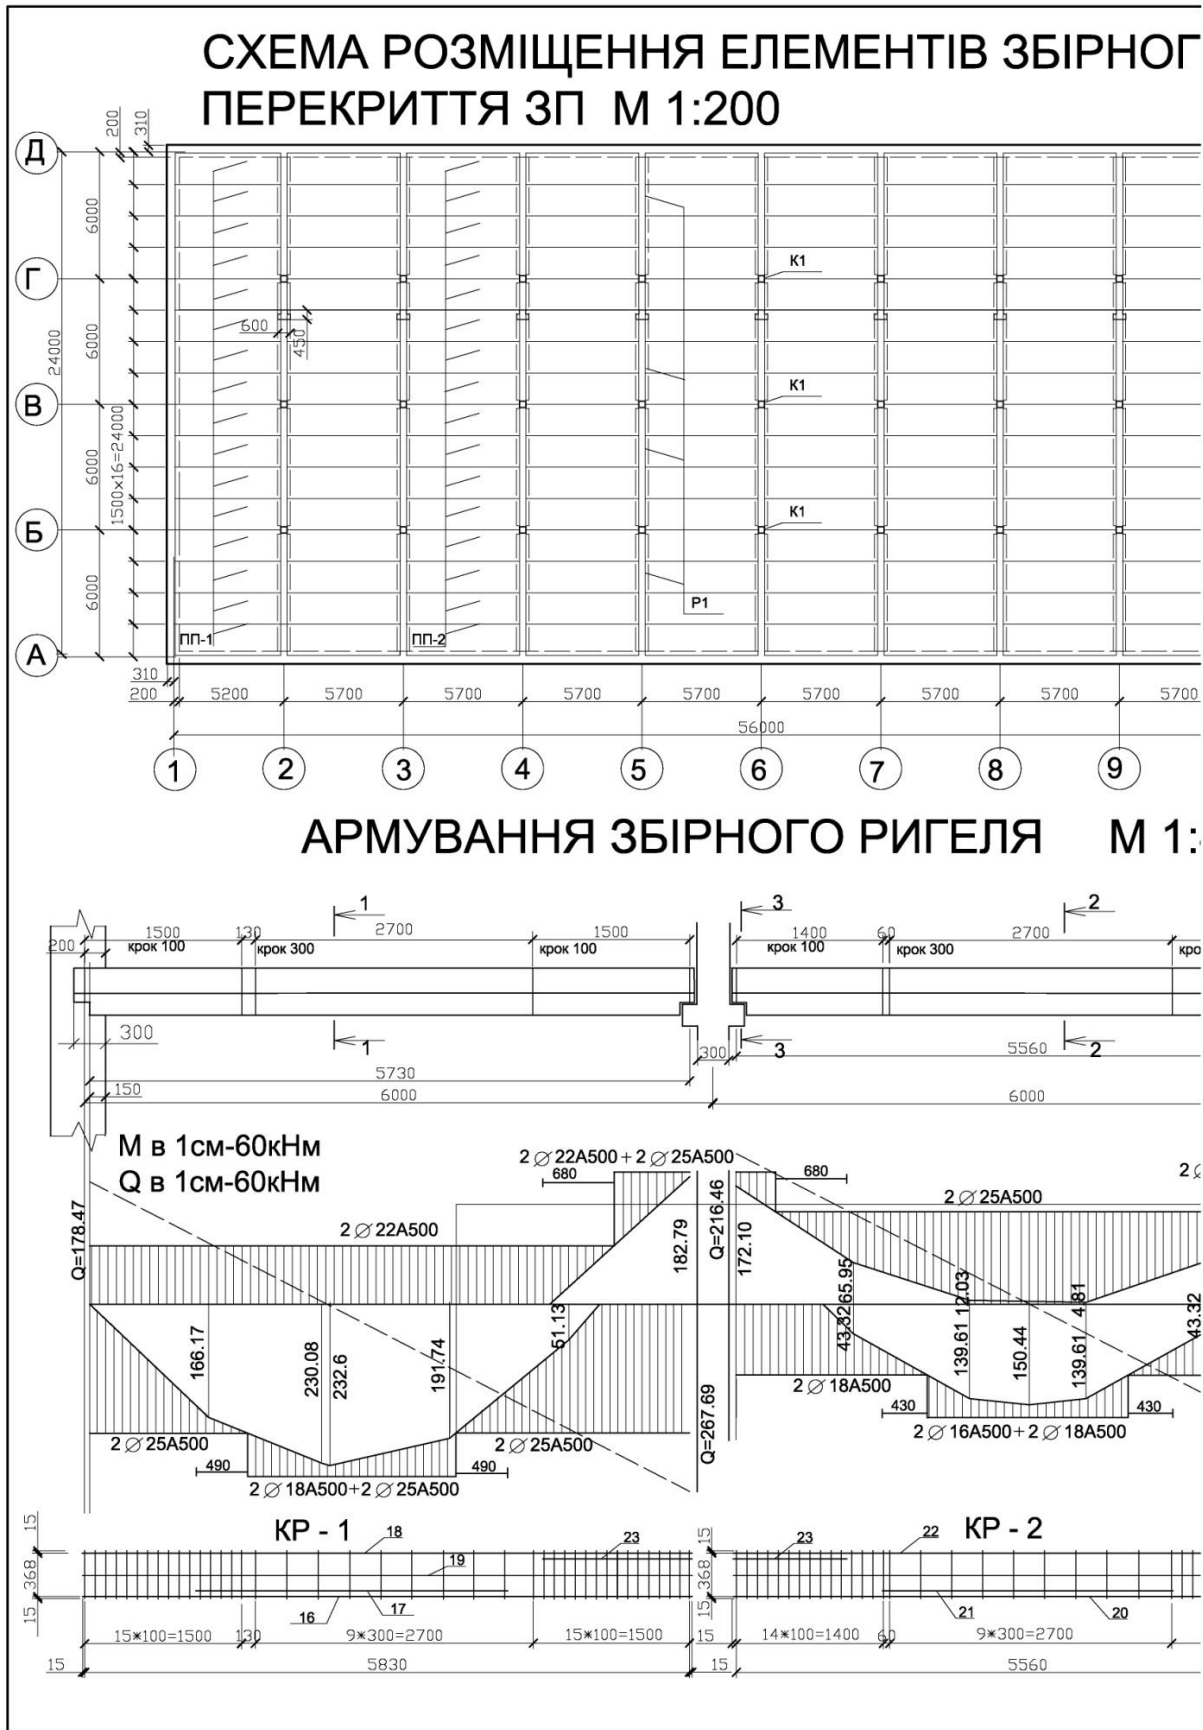 СХЕМА РОЗМІЩЕННЯ ЕЛЕМЕНТІВ ЗБІРНОГ
ПЕРЕКРИТТЯ ЗП М 1:200
200
310
Д
6000
Г
К1
600
450
6000
24000
В
К1
1500x16=24000
6000
Б
К1
6000
Р1
ПП-1
ПП-2
А
310
200 5200 5700 5700 5700 5700 5700 5700 5700 5700
56000
1 2 3 4 5 6 7 8 9
АРМУВАННЯ ЗБІРНОГО РИГЕЛЯ М 1:
1 3 2
200 1500 130 2700 1500 1400 60 2700
крок 100 крок 300 крок 100 крок 100 крок 300 кро
300 1 300 3 5560 2
5730
150 6000 6000
М в 1см-60кНм
Q в 1см-60кНм
2 ∅ 22А500 + 2 ∅ 25А500
680 680
2 ∅ 22А500
2 ∅ 25А500
2
Q=178.47
182.79
Q=216.46
172.10
166.17
230.08
232.6
191.74
51.13
43.32 65.95
139.61 12.03
150.44
139.61 4.81
43.32
Q=267.69
2 ∅ 25А500 2 ∅ 25А500
490 490
2 ∅ 18А500+2 ∅ 25А500
2 ∅ 18А500
430 430
2 ∅ 16А500+2 ∅ 18А500
КР - 1 КР - 2
15 368 15
18 23 19 16 17
15 368 15
23 22 21 20
15*100=1500 130 9*300=2700 15*100=1500 15 14*100=1400 60 9*300=2700
15 5830 15 5560